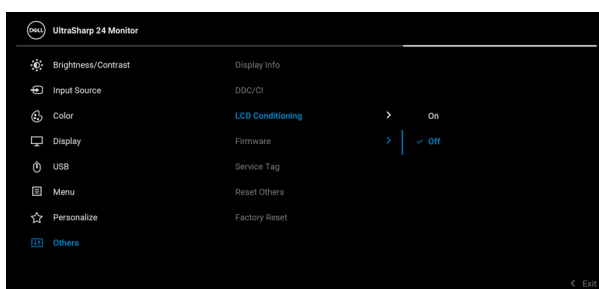 DELL UltraSharp 24 Monitor
Brightness/Contrast
Display Info
Input Source
DDC/CI
Color
LCD Conditioning
On
Display
Firmware
Off
USB
Service Tag
Menu
Reset Others
Personalize
Factory Reset
Others
Exit